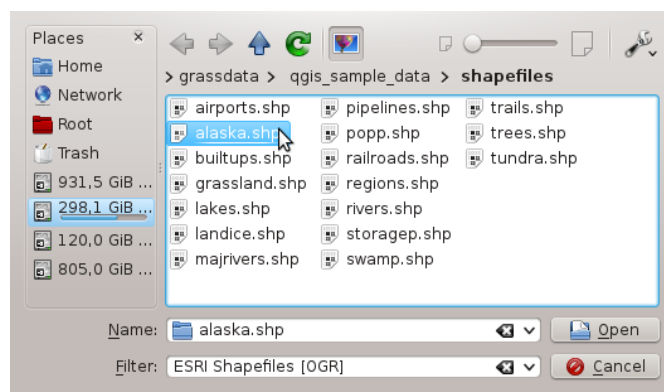 Places ×
Home
Network
Root
Trash
931,5 GiB ...
298,1 GiB ...
120,0 GiB ...
805,0 GiB ...
> grassdata > qgis_sample_data > shapefiles
airports.shp
alaska.shp
builtups.shp
grassland.shp
lakes.shp
landice.shp
majrivers.shp
pipelines.shp
popp.shp
railroads.shp
regions.shp
rivers.shp
storagep.shp
swamp.shp
trails.shp
trees.shp
tundra.shp
Name: alaska.shp Open
Filter: ESRI Shapefiles [OGR] Cancel